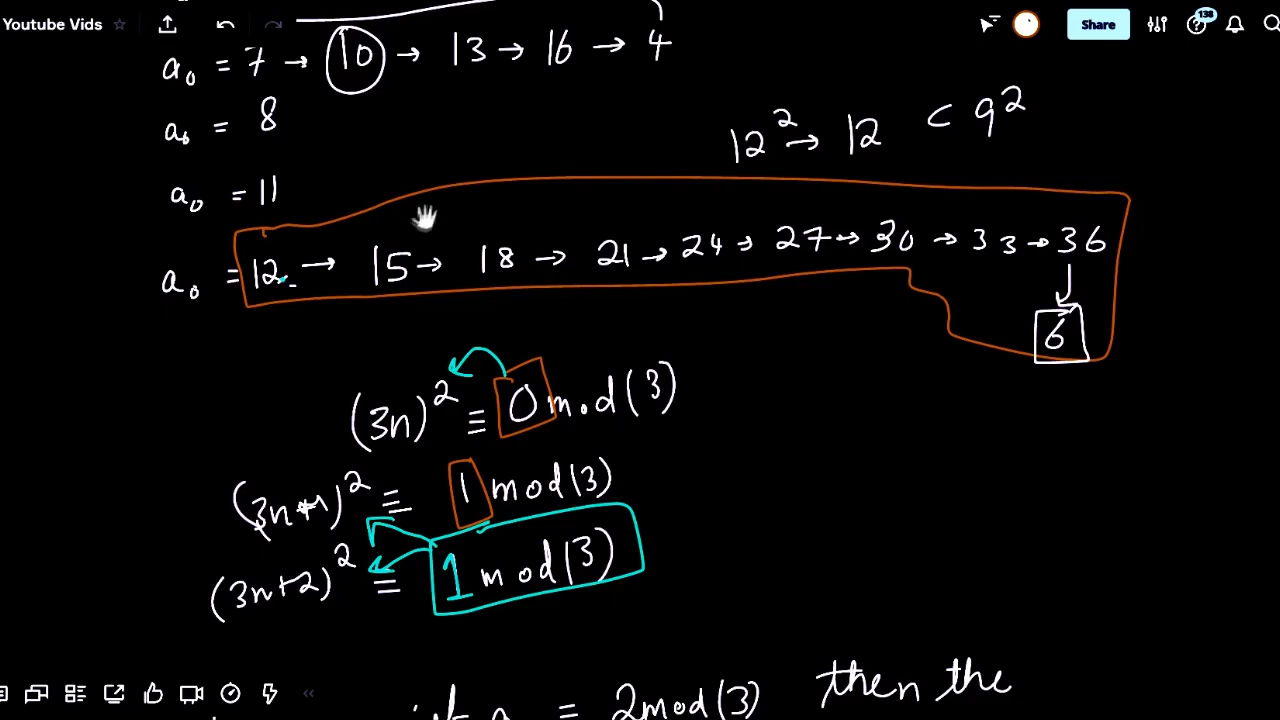 Youtube Vids
Share
138
a₀ = 7 → 10 → 13 → 16 → 4
a₀ = 8
12² → 12 < 9²
a₀ = 11
a₀ = 12 → 15 → 18 → 21 → 24 → 27 → 30 → 33 → 36
6
(3n)² ≡ 0 mod(3)
(3n+1)² ≡ 1 mod(3)
(3n+2)² ≡ 1 mod(3)
≡ 2mod(3) then the